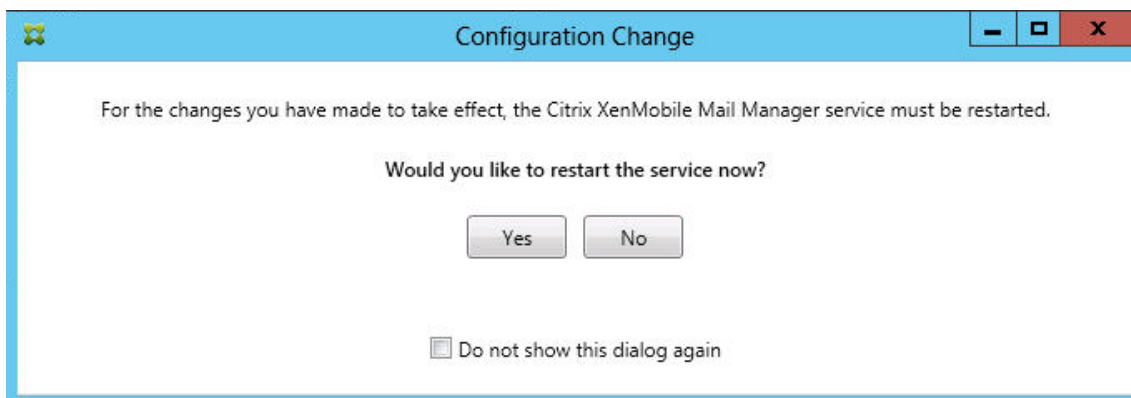 Configuration Change
For the changes you have made to take effect, the Citrix XenMobile Mail Manager service must be restarted.
Would you like to restart the service now?
Yes No
Do not show this dialog again